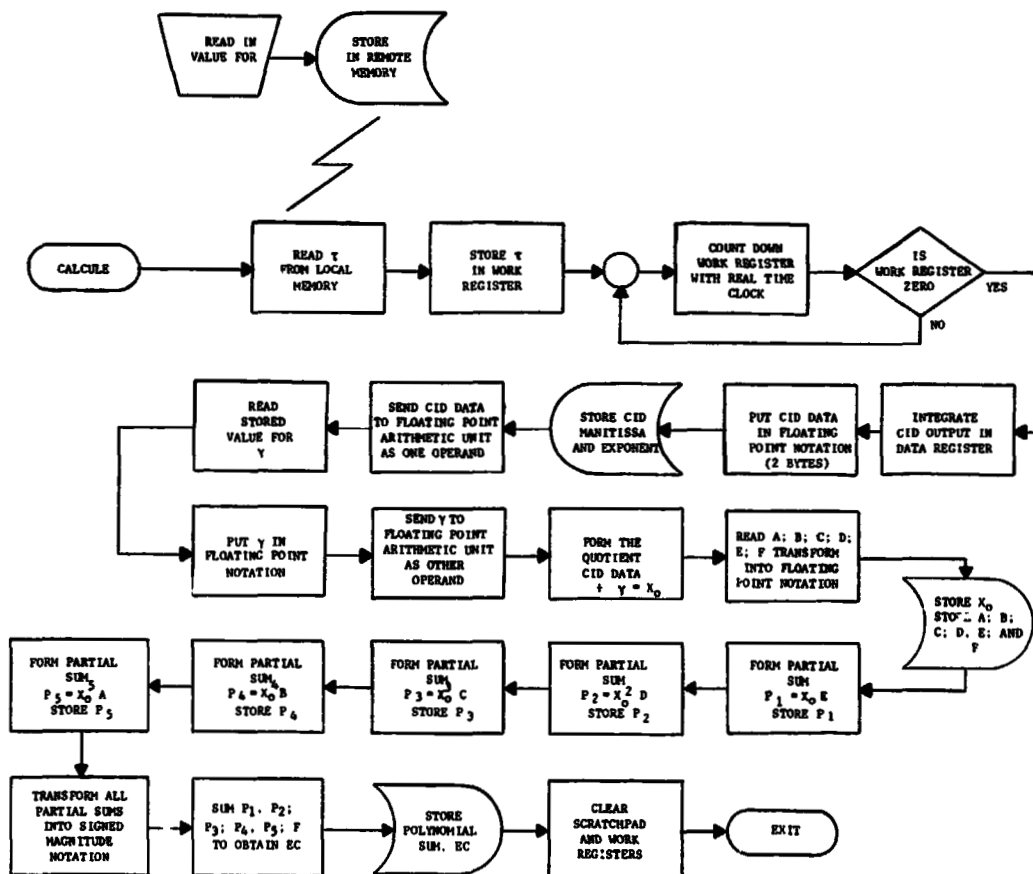 READ IN
VALUE FOR
STORE
IN REMOTE
MEMORY
CALCULE
READ τ
FROM LOCAL
MEMORY
STORE τ
IN WORK
REGISTER
COUNT DOWN
WORK REGISTER
WITH REAL TIME
CLOCK
IS
WORK REGISTER
ZERO
YES
NO
INTEGRATE
CID OUTPUT IN
DATA REGISTER
PUT CID DATA
IN FLOATING
POINT NOTATION
(2 BYTES)
STORE CID
MANITISSA
AND EXPONENT
SEND CID DATA
TO FLOATING POINT
ARITHMETIC UNIT
AS ONE OPERAND
READ
STORED
VALUE FOR
γ
PUT γ IN
FLOATING POINT
NOTATION
SEND γ TO
FLOATING POINT
ARITHMETIC UNIT
AS OTHER
OPERAND
FORM THE
QUOTIENT
CID DATA
÷ γ = X₀
READ A; B; C; D;
E; F TRANSFORM
INTO FLOATING
POINT NOTATION
STORE X₀
STORE A; B;
C; D, E; AND
F
FORM PARTIAL
SUM
P₁ = X₀ E
STORE P₁
FORM PARTIAL
SUM
P₂ = X₀² D
STORE P₂
FORM PARTIAL
SUM
P₃ = X₀³ C
STORE P₃
FORM PARTIAL
SUM
P₄ = X₀⁴ B
STORE P₄
FORM PARTIAL
SUM
P₅ = X₀⁵ A
STORE P₅
TRANSFORM ALL
PARTIAL SUMS
INTO SIGNED
MAGNITUDE
NOTATION
SUM P₁, P₂;
P₃; P₄, P₅; F
TO OBTAIN EC
STORE
POLYNOMIAL
SUM, EC
CLEAR
SCRATCHPAD
AND WORK
REGISTERS
EXIT